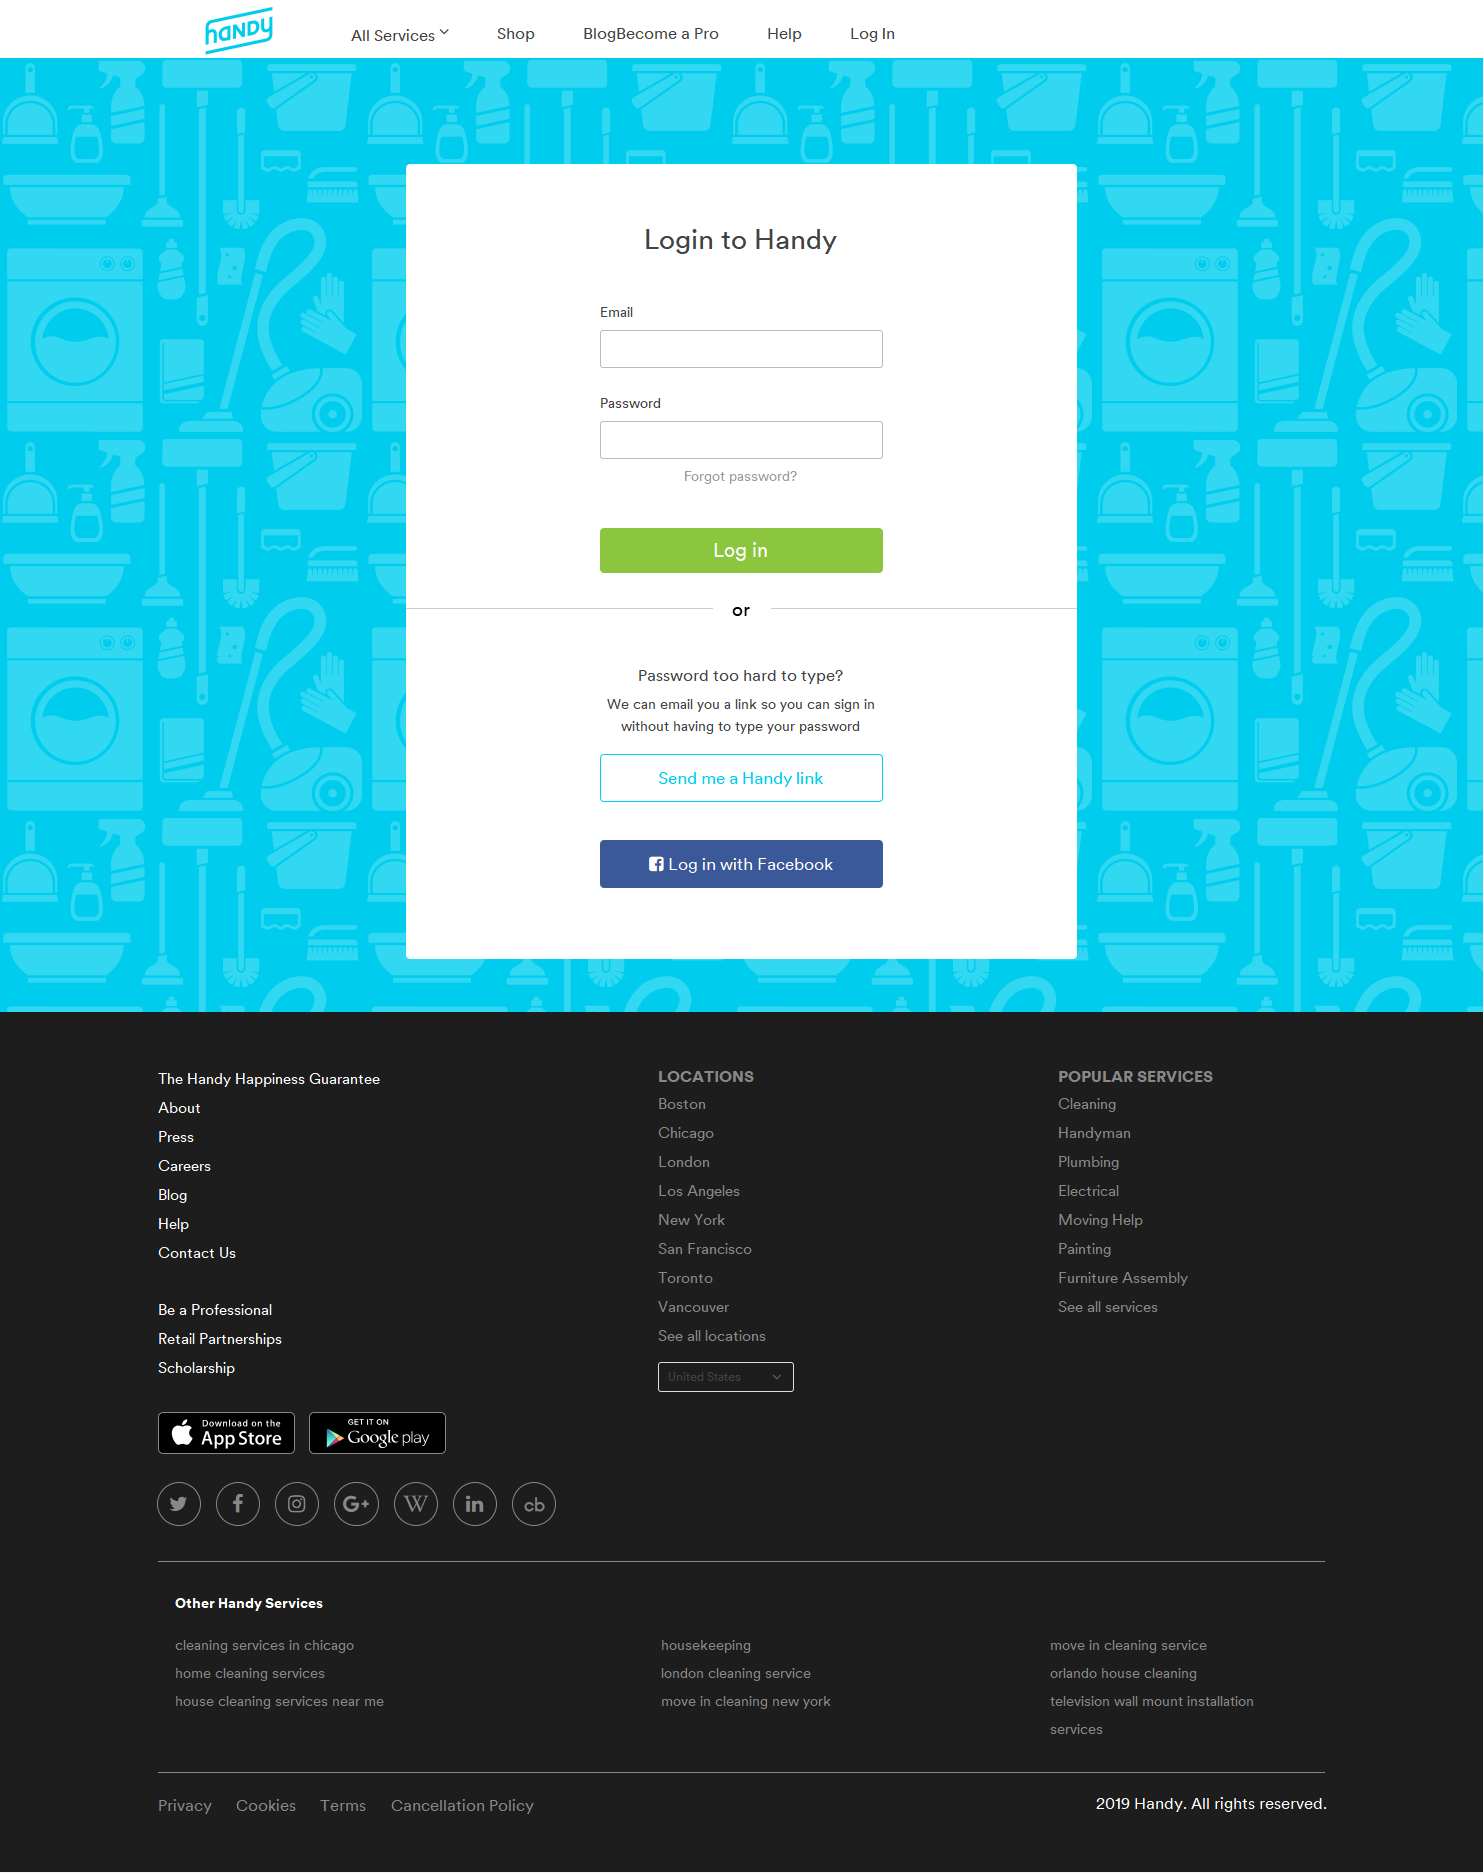 HANDY
All Services
Shop
Blog
Become a Pro
Help
Log In
Login to Handy
Email
Password
Forgot password?
Log in
or
Password too hard to type?
We can email you a link so you can sign in
without having to type your password
Send me a Handy link
Log in with Facebook
The Handy Happiness Guarantee
About
Press
Careers
Blog
Help
Contact Us
Be a Professional
Retail Partnerships
Scholarship
Download on the
App Store
GET IT ON
Google play
G+
W
in
cb
LOCATIONS
Boston
Chicago
London
Los Angeles
New York
San Francisco
Toronto
Vancouver
See all locations
United States
POPULAR SERVICES
Cleaning
Handyman
Plumbing
Electrical
Moving Help
Painting
Furniture Assembly
See all services
Other Handy Services
cleaning services in chicago
home cleaning services
house cleaning services near me
housekeeping
london cleaning service
move in cleaning new york
move in cleaning service
orlando house cleaning
television wall mount installation
services
Privacy
Cookies
Terms
Cancellation Policy
2019 Handy. All rights reserved.